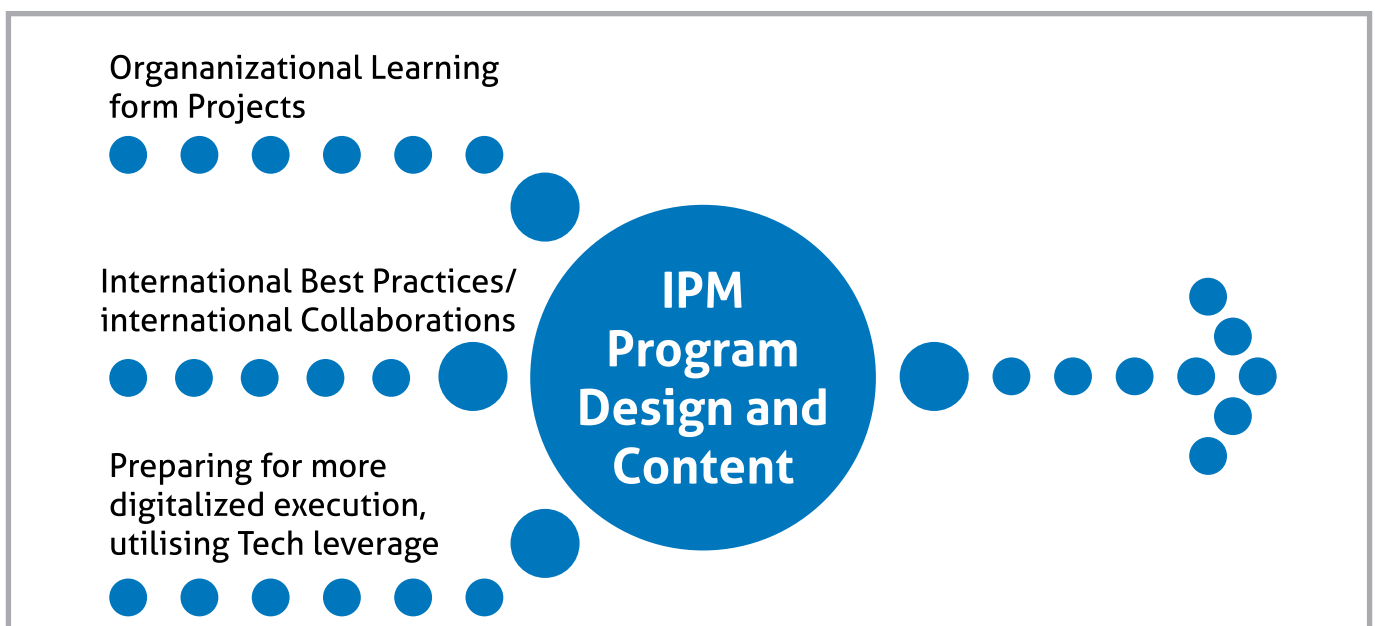 Organanizational Learning
form Projects
International Best Practices/
international Collaborations
IPM
Program
Design and
Content
Preparing for more
digitalized execution,
utilising Tech leverage